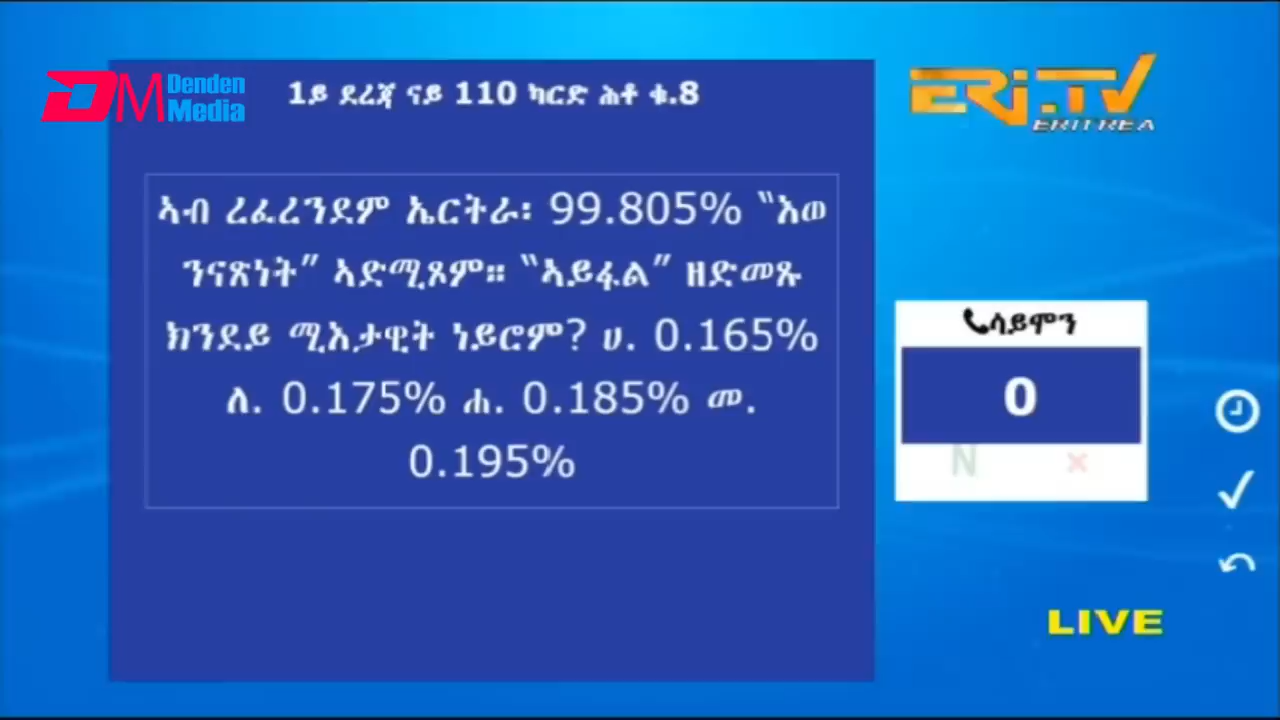 DM Denden Media
1ይ ደረጃ ናይ 110 ካርድ ሕቶ ቁ.8
ERi.TV
ERITREA
ኣብ ረፈረንደም ኤርትራ፡ 99.805% “እወ
ንናጽነት” ኣድሚጾም። “ኣይፋል” ዘድመጹ
ክንደይ ሚእታዊት ነይሮም? ሀ. 0.165%
ለ. 0.175% ሐ. 0.185% መ.
0.195%
ሳይሞን
0
N ×
LIVE